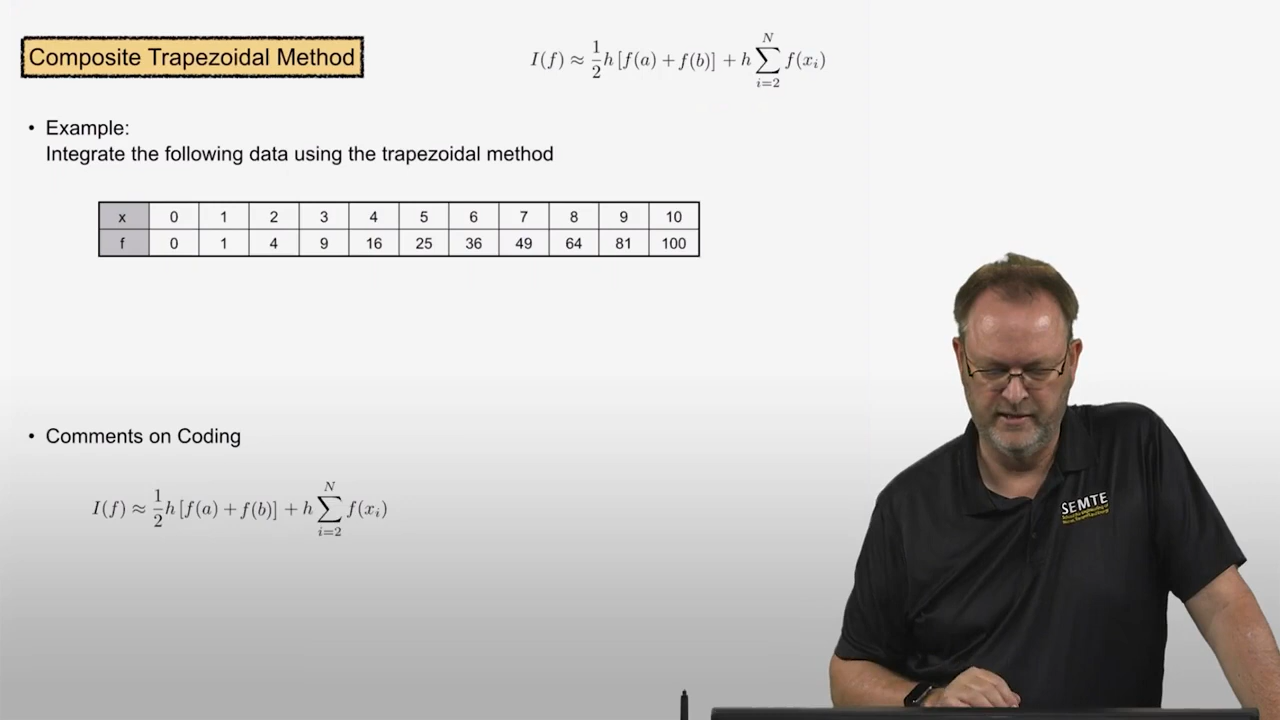 Composite Trapezoidal Method
I(f) ≈ 1/2 h [f(a) + f(b)] + h ∑_{i=2}^{N} f(x_i)
• Example:
Integrate the following data using the trapezoidal method
x 0 1 2 3 4 5 6 7 8 9 10
f 0 1 4 9 16 25 36 49 64 81 100
• Comments on Coding
I(f) ≈ 1/2 h [f(a) + f(b)] + h ∑_{i=2}^{N} f(x_i)
SEMTE